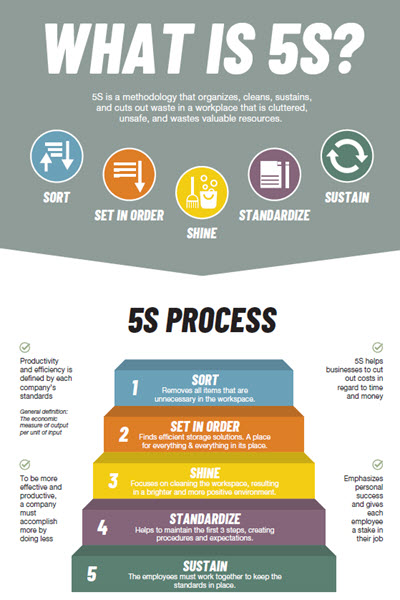 WHAT IS 5S?
5S is a methodology that organizes, cleans, sustains,
and cuts out waste in a workplace that is cluttered,
unsafe, and wastes valuable resources.
SORT
SET IN ORDER
SHINE
STANDARDIZE
SUSTAIN
5S PROCESS
Productivity
and efficiency is
defined by each
company's
standards
General definition:
The economic
measure of output
per unit of input
5S helps
businesses to cut
out costs in
regard to time
and money
1 SORT
Removes all items that are
unnecessary in the workspace.
2 SET IN ORDER
Finds efficient storage solutions. A place
for everything & everything in its place.
3 SHINE
Focuses on cleaning the workspace, resulting
in a brighter and more positive environment.
To be more
effective and
productive,
a company
must
accomplish
more by
doing less
Emphasizes
personal
success and
gives each
employee
a stake in
their job
4 STANDARDIZE
Helps to maintain the first 3 steps, creating
procedures and expectations.
5 SUSTAIN
The employees must work together to keep the
standards in place.